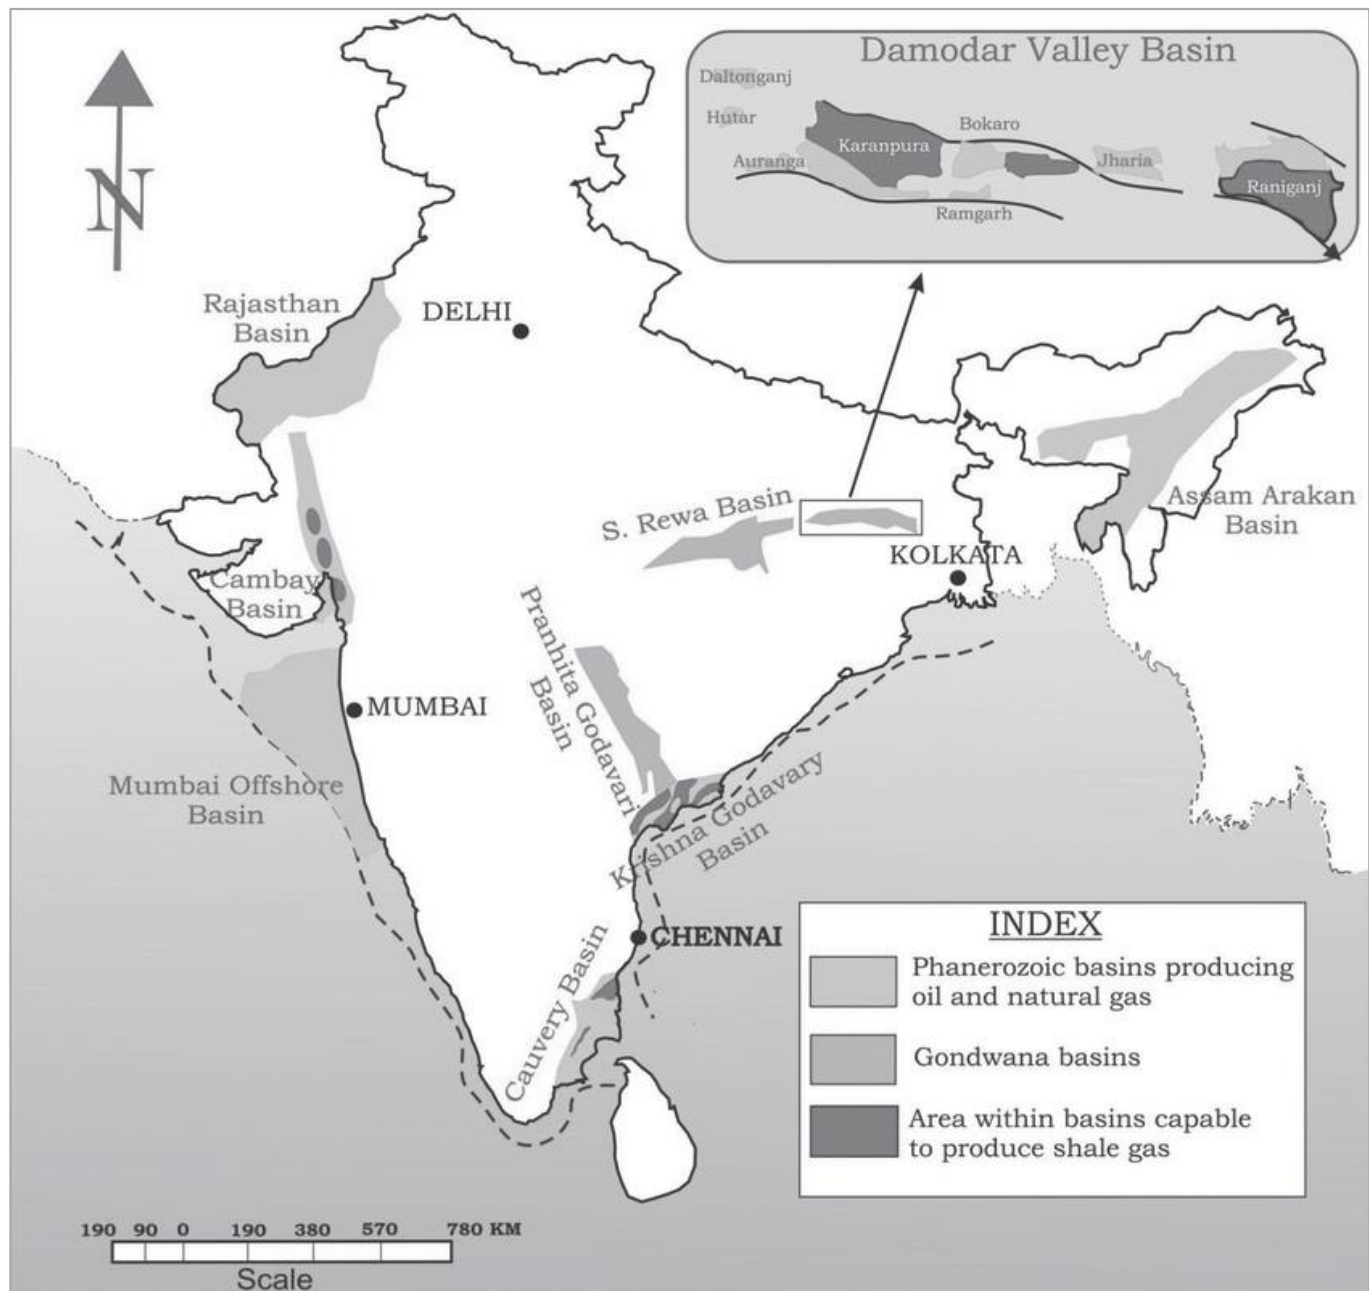 Damodar Valley Basin
Daltonganj
Hutar
Bokaro
Karanpura
Auranga
Jharia
Raniganj
Ramgarh
N
Rajasthan
Basin
DELHI
S. Rewa Basin
Assam Arakan
Basin
KOLKATA
Cambay
Basin
Pranhita Godavari
Basin
MUMBAI
Mumbai Offshore
Basin
Krishna Godavary
Basin
CHENNAI
Cauvery Basin
INDEX
Phanerozoic basins producing
oil and natural gas
Gondwana basins
Area within basins capable
to produce shale gas
190 90 0 190 380 570 780 KM
Scale